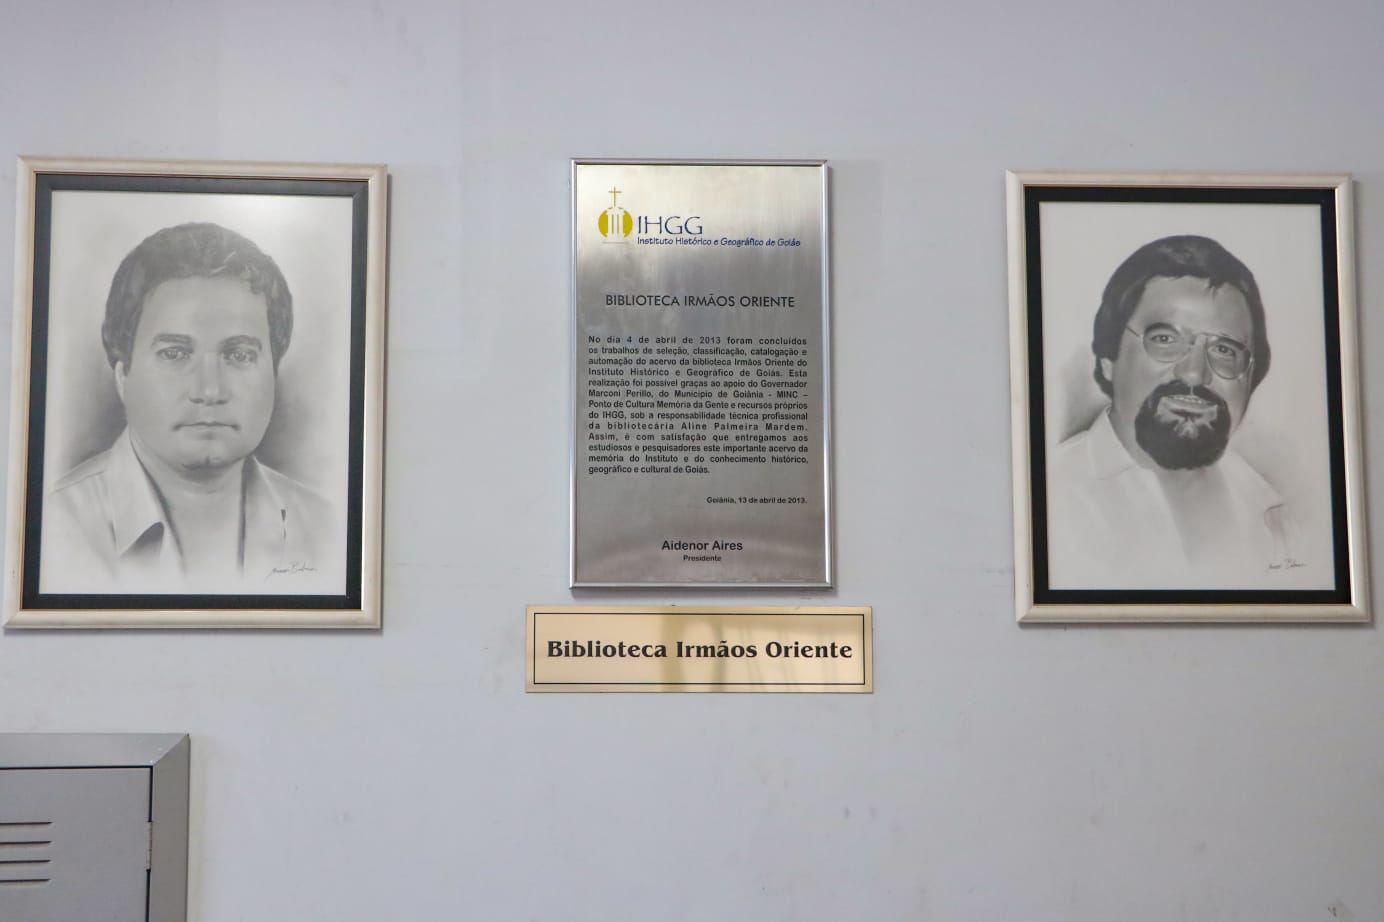 IHGG
Instituto Histórico e Geográfico de Goiás
BIBLIOTECA IRMÃOS ORIENTE
No dia 4 de abril de 2013 foram concluídos
os trabalhos de seleção, classificação, catalogação e
automação do acervo da biblioteca Irmãos Oriente do
Instituto Histórico e Geográfico de Goiás. Esta
realização foi possível graças ao apoio do Governador
Marconi Perillo, do Município de Goiânia - MINC –
Ponto de Cultura Memória da Gente e recursos próprios
do IHGG, sob a responsabilidade técnica profissional
da bibliotecária Aline Palmeira Mardem.
Assim, é com satisfação que entregamos aos
estudiosos e pesquisadores este importante acervo da
memória do Instituto e do conhecimento histórico,
geográfico e cultural de Goiás.
Goiânia, 13 de abril de 2013.
Aidenor Aires
Presidente
Biblioteca Irmãos Oriente